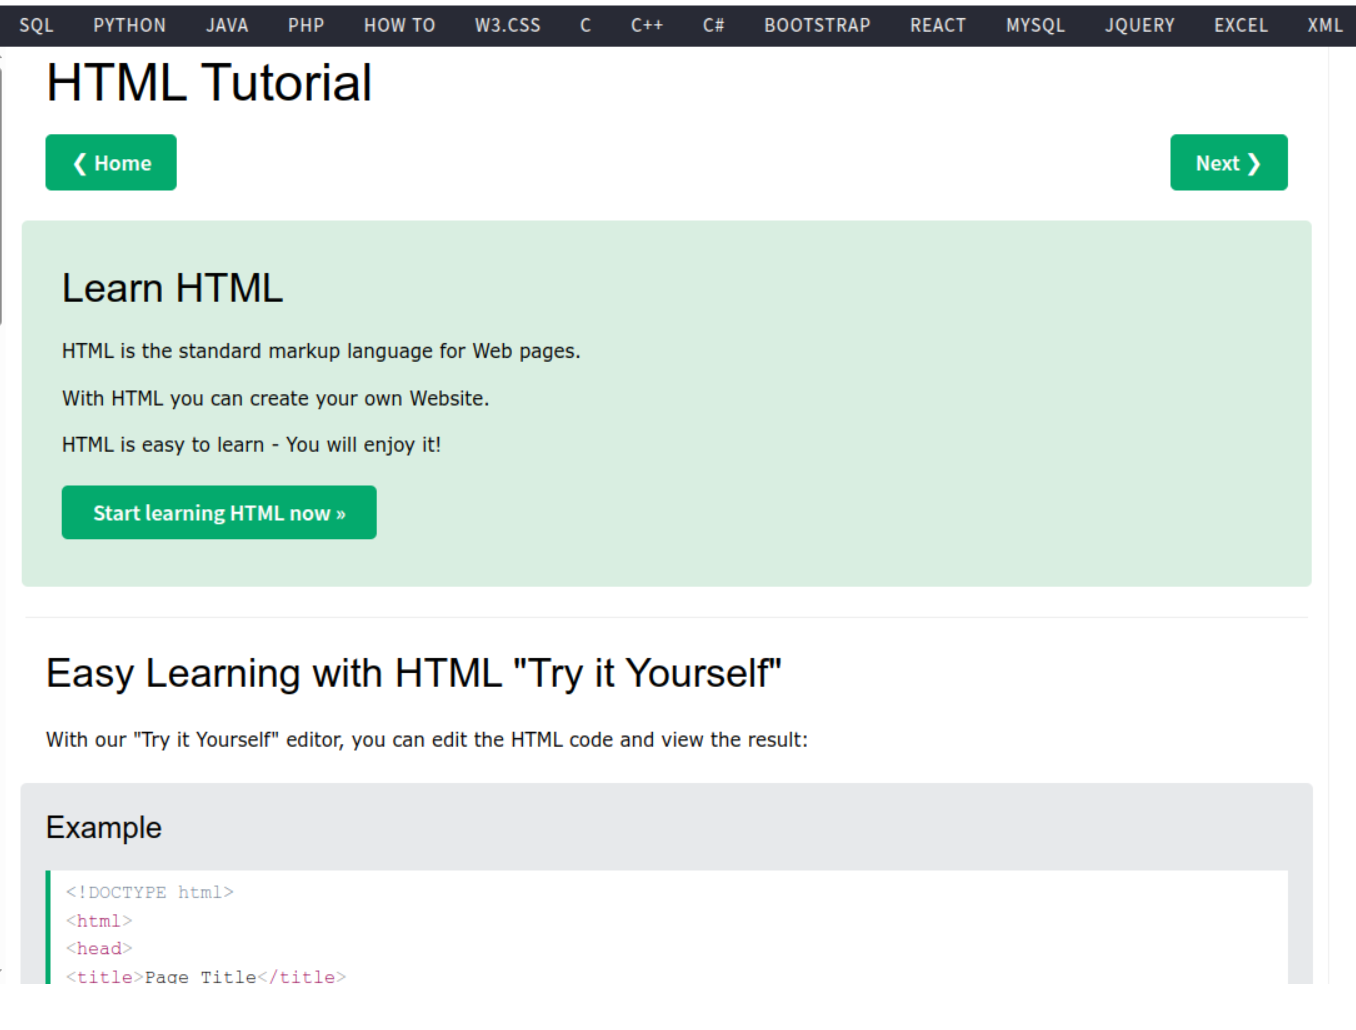 SQL PYTHON JAVA PHP HOW TO W3.CSS C C++ C# BOOTSTRAP REACT MYSQL JQUERY EXCEL XML
HTML Tutorial
❮ Home Next ❯
Learn HTML
HTML is the standard markup language for Web pages.
With HTML you can create your own Website.
HTML is easy to learn - You will enjoy it!
Start learning HTML now »
Easy Learning with HTML "Try it Yourself"
With our "Try it Yourself" editor, you can edit the HTML code and view the result:
Example
<!DOCTYPE html>
<html>
<head>
<title>Page Title</title>